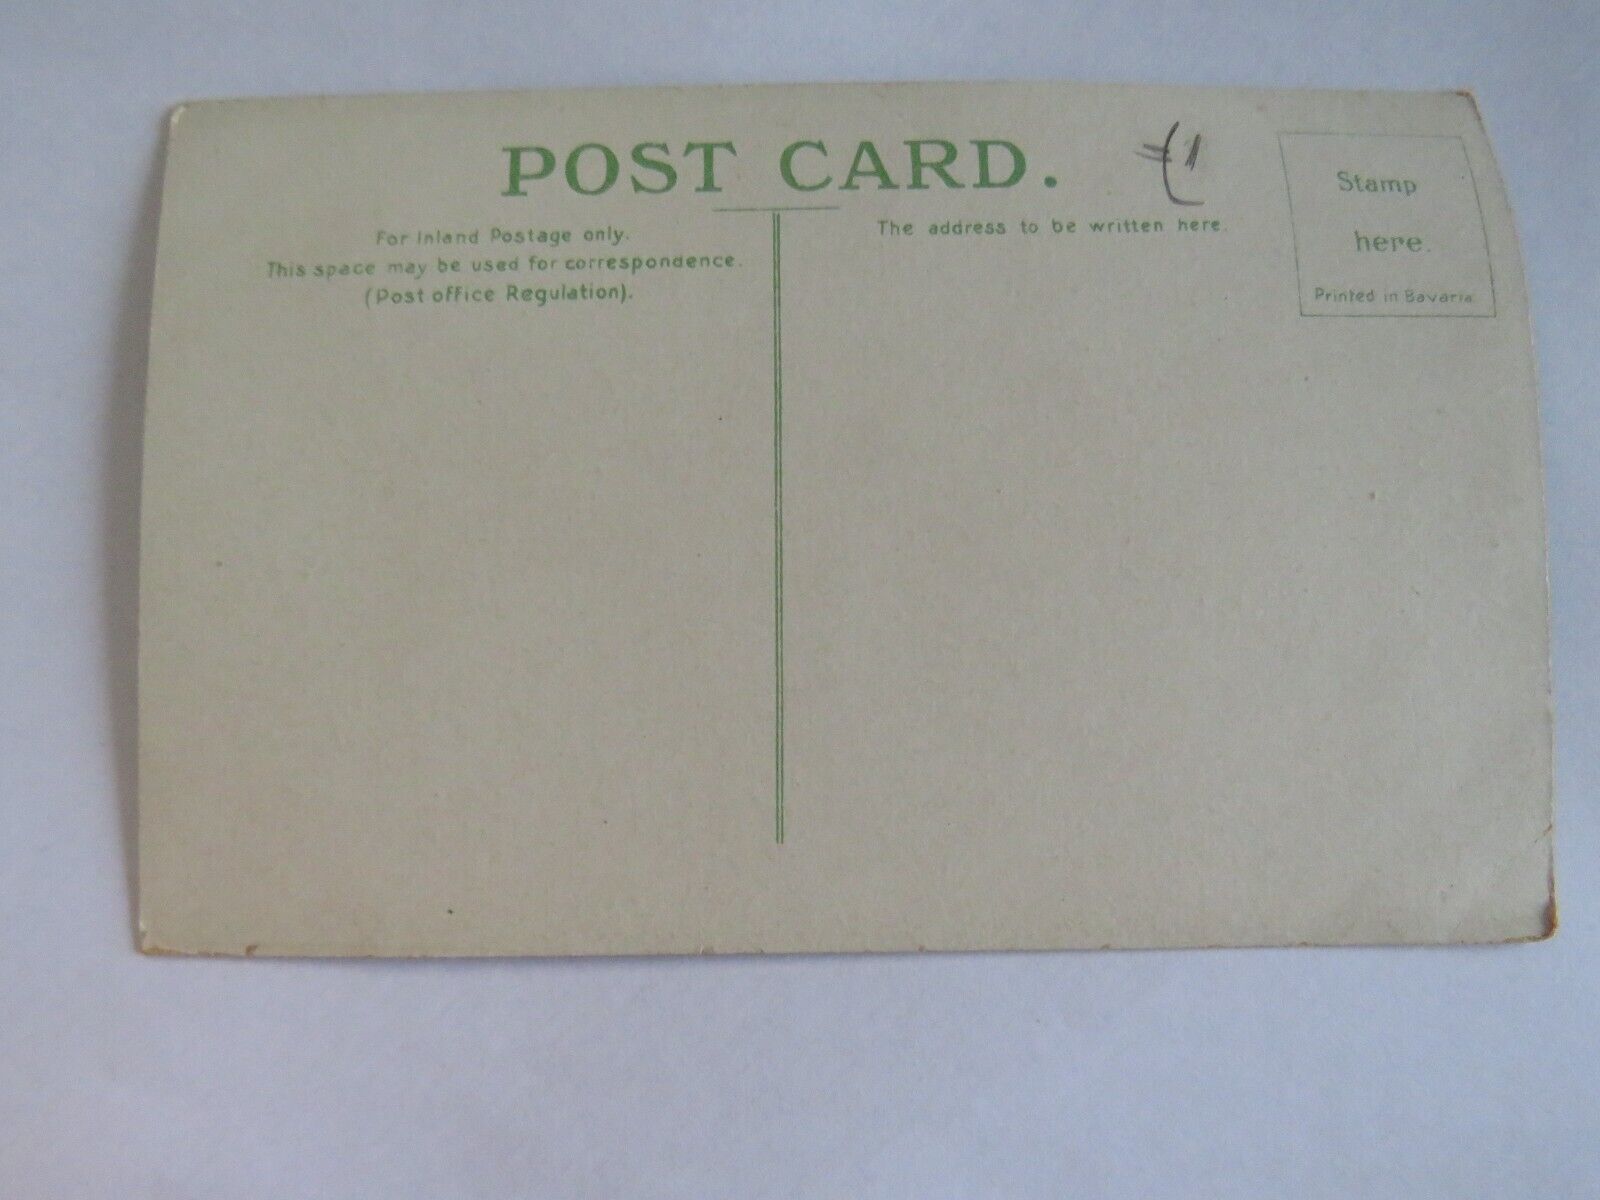 POST CARD.
£1
For Inland Postage only.
This space may be used for correspondence.
(Post office Regulation).
The address to be written here.
Stamp
here.
Printed in Bavaria